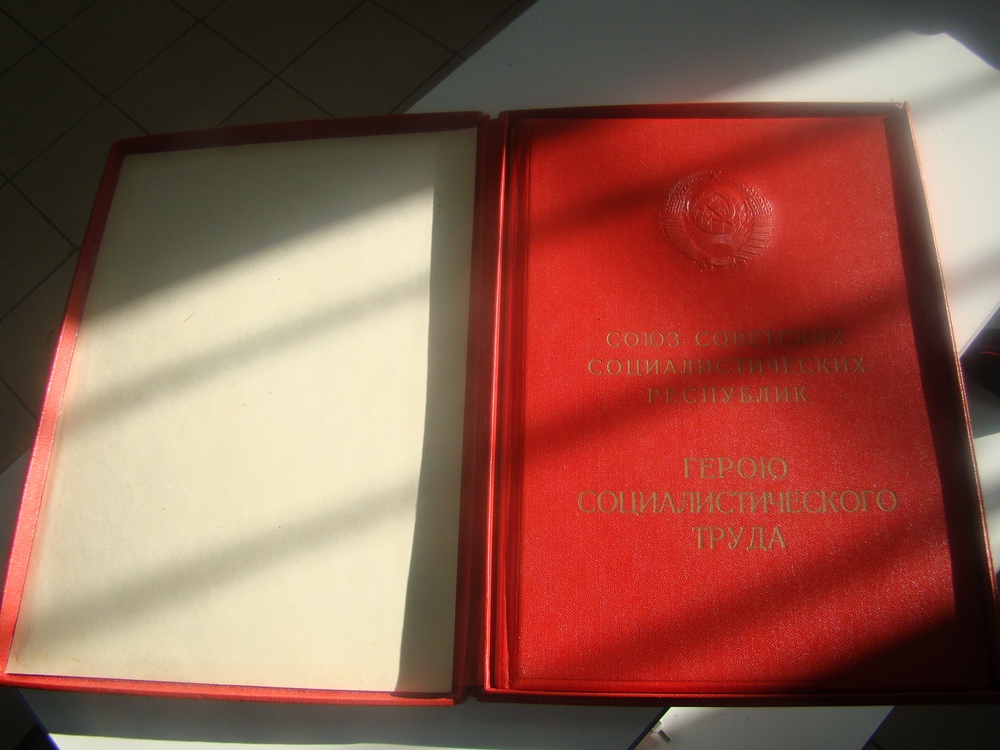 СОЮЗ СОВЕТСКИХ
СОЦИАЛИСТИЧЕСКИХ
РЕСПУБЛИК
ГЕРОЮ
СОЦИАЛИСТИЧЕСКОГО
ТРУДА